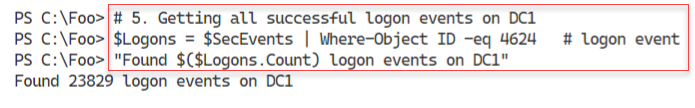 PS C:\Foo> # 5. Getting all successful logon events on DC1
PS C:\Foo> $Logons = $SecEvents | Where-Object ID -eq 4624   # logon event
PS C:\Foo> "Found $($Logons.Count) logon events on DC1"
Found 23829 logon events on DC1